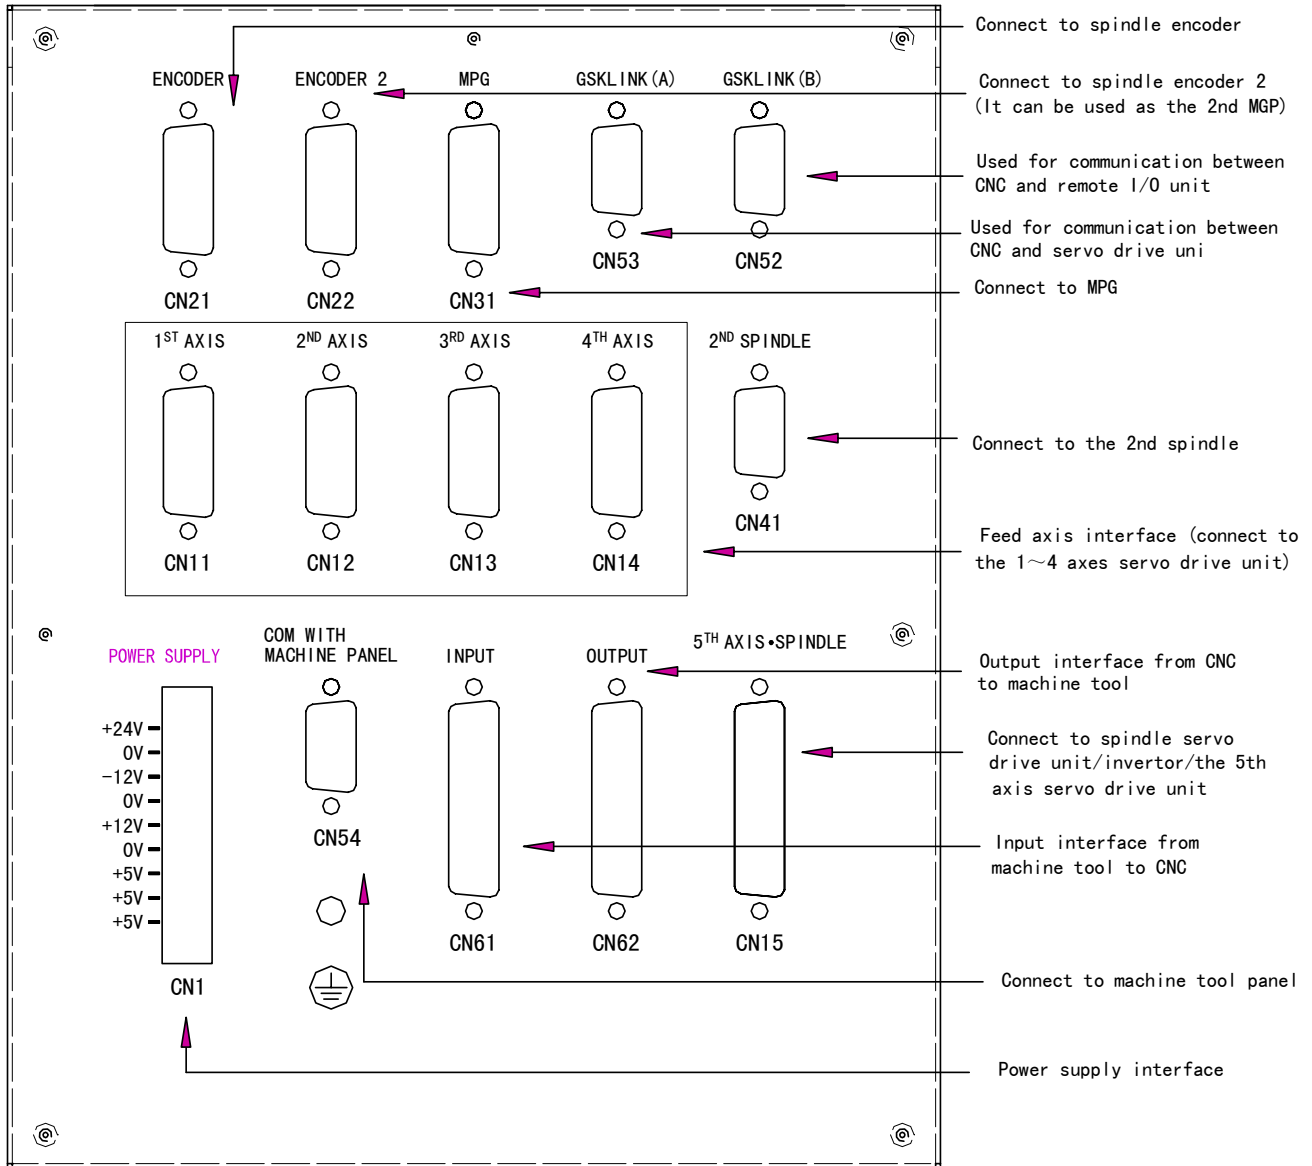 Connect to spindle encoder
ENCODER
ENCODER 2
MPG
GSKLINK(A)
GSKLINK(B)
Connect to spindle encoder 2
(It can be used as the 2nd MGP)
Used for communication between
CNC and remote I/O unit
Used for communication between
CNC and servo drive uni
CN53
CN52
Connect to MPG
CN21
CN22
CN31
1ST AXIS
2ND AXIS
3RD AXIS
4TH AXIS
2ND SPINDLE
Connect to the 2nd spindle
CN41
Feed axis interface (connect to
the 1～4 axes servo drive unit)
CN11
CN12
CN13
CN14
POWER SUPPLY
COM WITH
MACHINE PANEL
INPUT
OUTPUT
5TH AXIS•SPINDLE
Output interface from CNC
to machine tool
+24V
0V
-12V
0V
+12V
0V
+5V
+5V
+5V
Connect to spindle servo
drive unit/invertor/the 5th
axis servo drive unit
CN54
Input interface from
machine tool to CNC
CN61
CN62
CN15
CN1
Connect to machine tool panel
Power supply interface